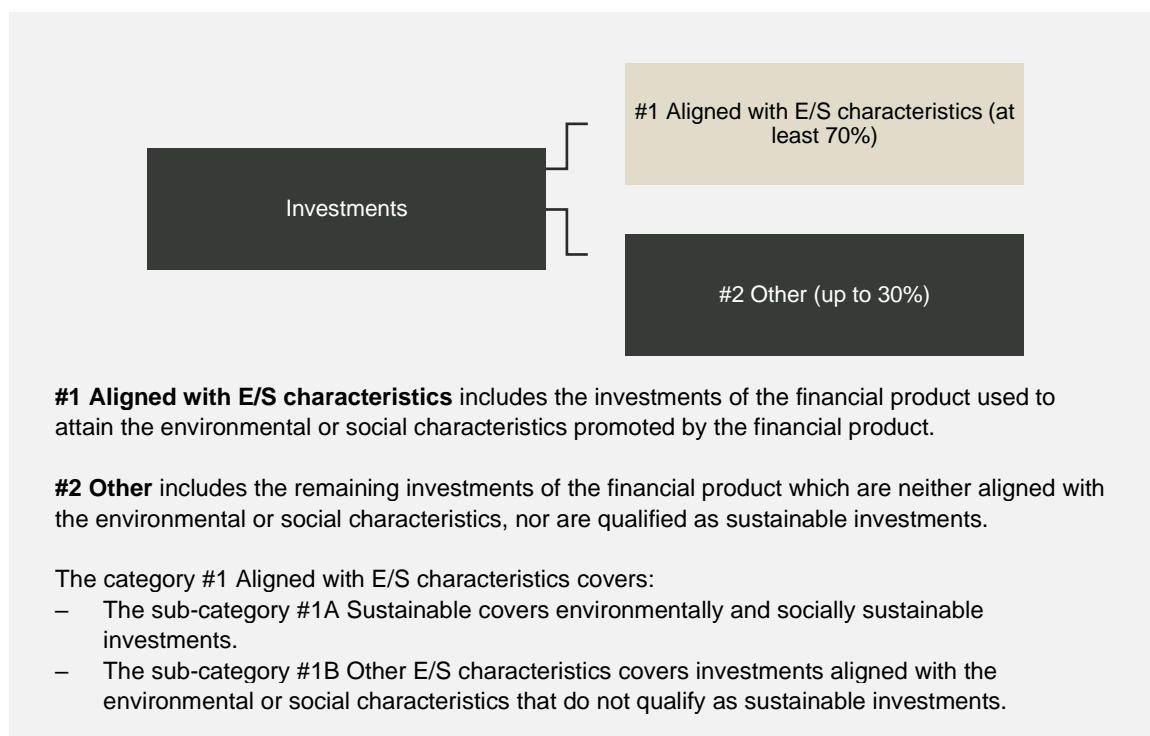 #1 Aligned with E/S characteristics (at
least 70%)
Investments
#2 Other (up to 30%)
#1 Aligned with E/S characteristics includes the investments of the financial product used to
attain the environmental or social characteristics promoted by the financial product.
#2 Other includes the remaining investments of the financial product which are neither aligned with
the environmental or social characteristics, nor are qualified as sustainable investments.
The category #1 Aligned with E/S characteristics covers:
– The sub-category #1A Sustainable covers environmentally and socially sustainable
investments.
– The sub-category #1B Other E/S characteristics covers investments aligned with the
environmental or social characteristics that do not qualify as sustainable investments.